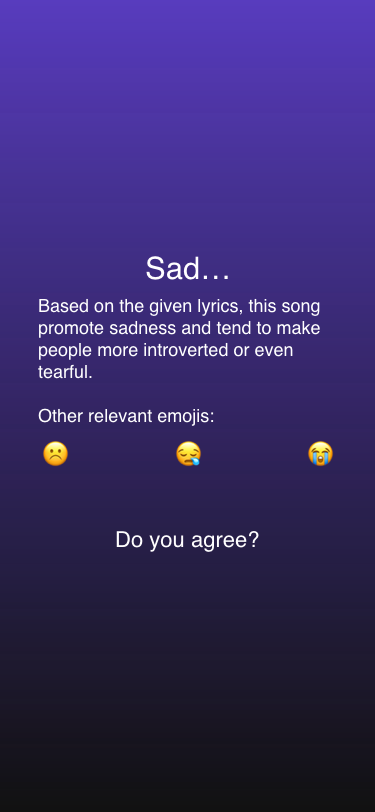 Sad...
Based on the given lyrics, this song
promote sadness and tend to make
people more introverted or even
tearful.
Other relevant emojis:
☹️ 😪 😭
Do you agree?